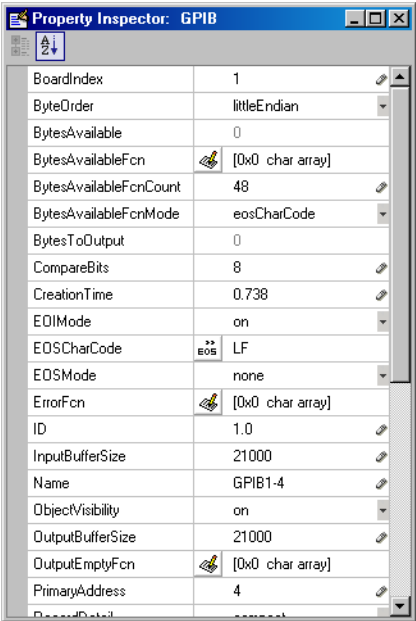 Property Inspector: GPIB
A
Z
BoardIndex 1
ByteOrder littleEndian
BytesAvailable 0
BytesAvailableFcn [0x0 char array]
BytesAvailableFcnCount 48
BytesAvailableFcnMode eosCharCode
BytesToOutput 0
CompareBits 8
CreationTime 0.738
EOIMode on
EOSCharCode >> EOS LF
EOSMode none
ErrorFcn [0x0 char array]
ID 1.0
InputBufferSize 21000
Name GPIB1-4
ObjectVisibility on
OutputBufferSize 21000
OutputEmptyFcn [0x0 char array]
PrimaryAddress 4
RecordDetail compact